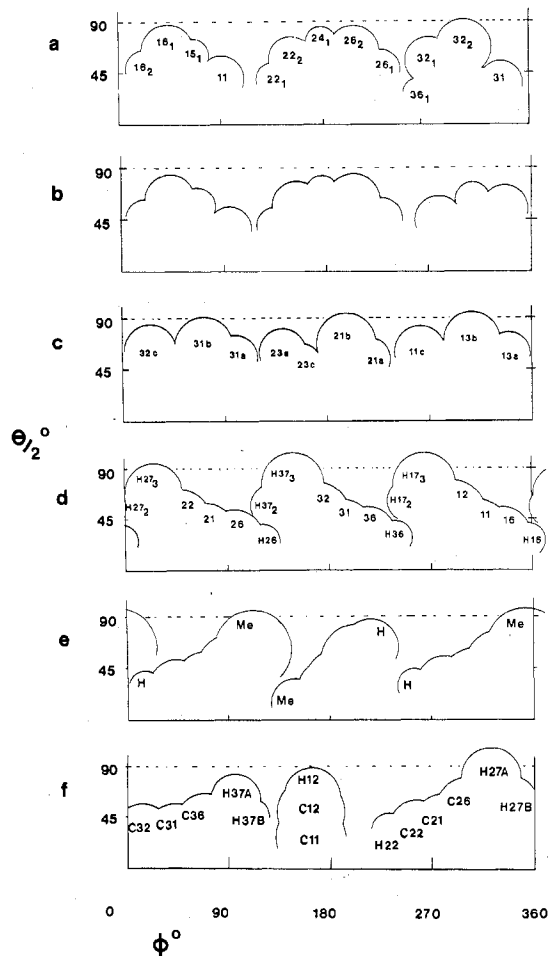 a
90
45
16₂
16₁
15₁
11
22₁
22₂
24₁
26₂
26₁
36₁
32₁
32₂
31
b
90
45
c
90
45
32c
31b
31a
23a
23c
21b
21a
11c
13b
13a
θ/2°
d
90
45
H27₂
H27₃
22
21
26
H26
H37₂
H37₃
32
31
36
H36
H17₂
H17₃
12
11
16
H16
e
90
45
H
Me
Me
H
H
Me
f
90
45
C32
C31
C36
H37A
H37B
H12
C12
C11
H22
C22
C21
C26
H27A
H27B
0 90 180 270 360
ϕ°